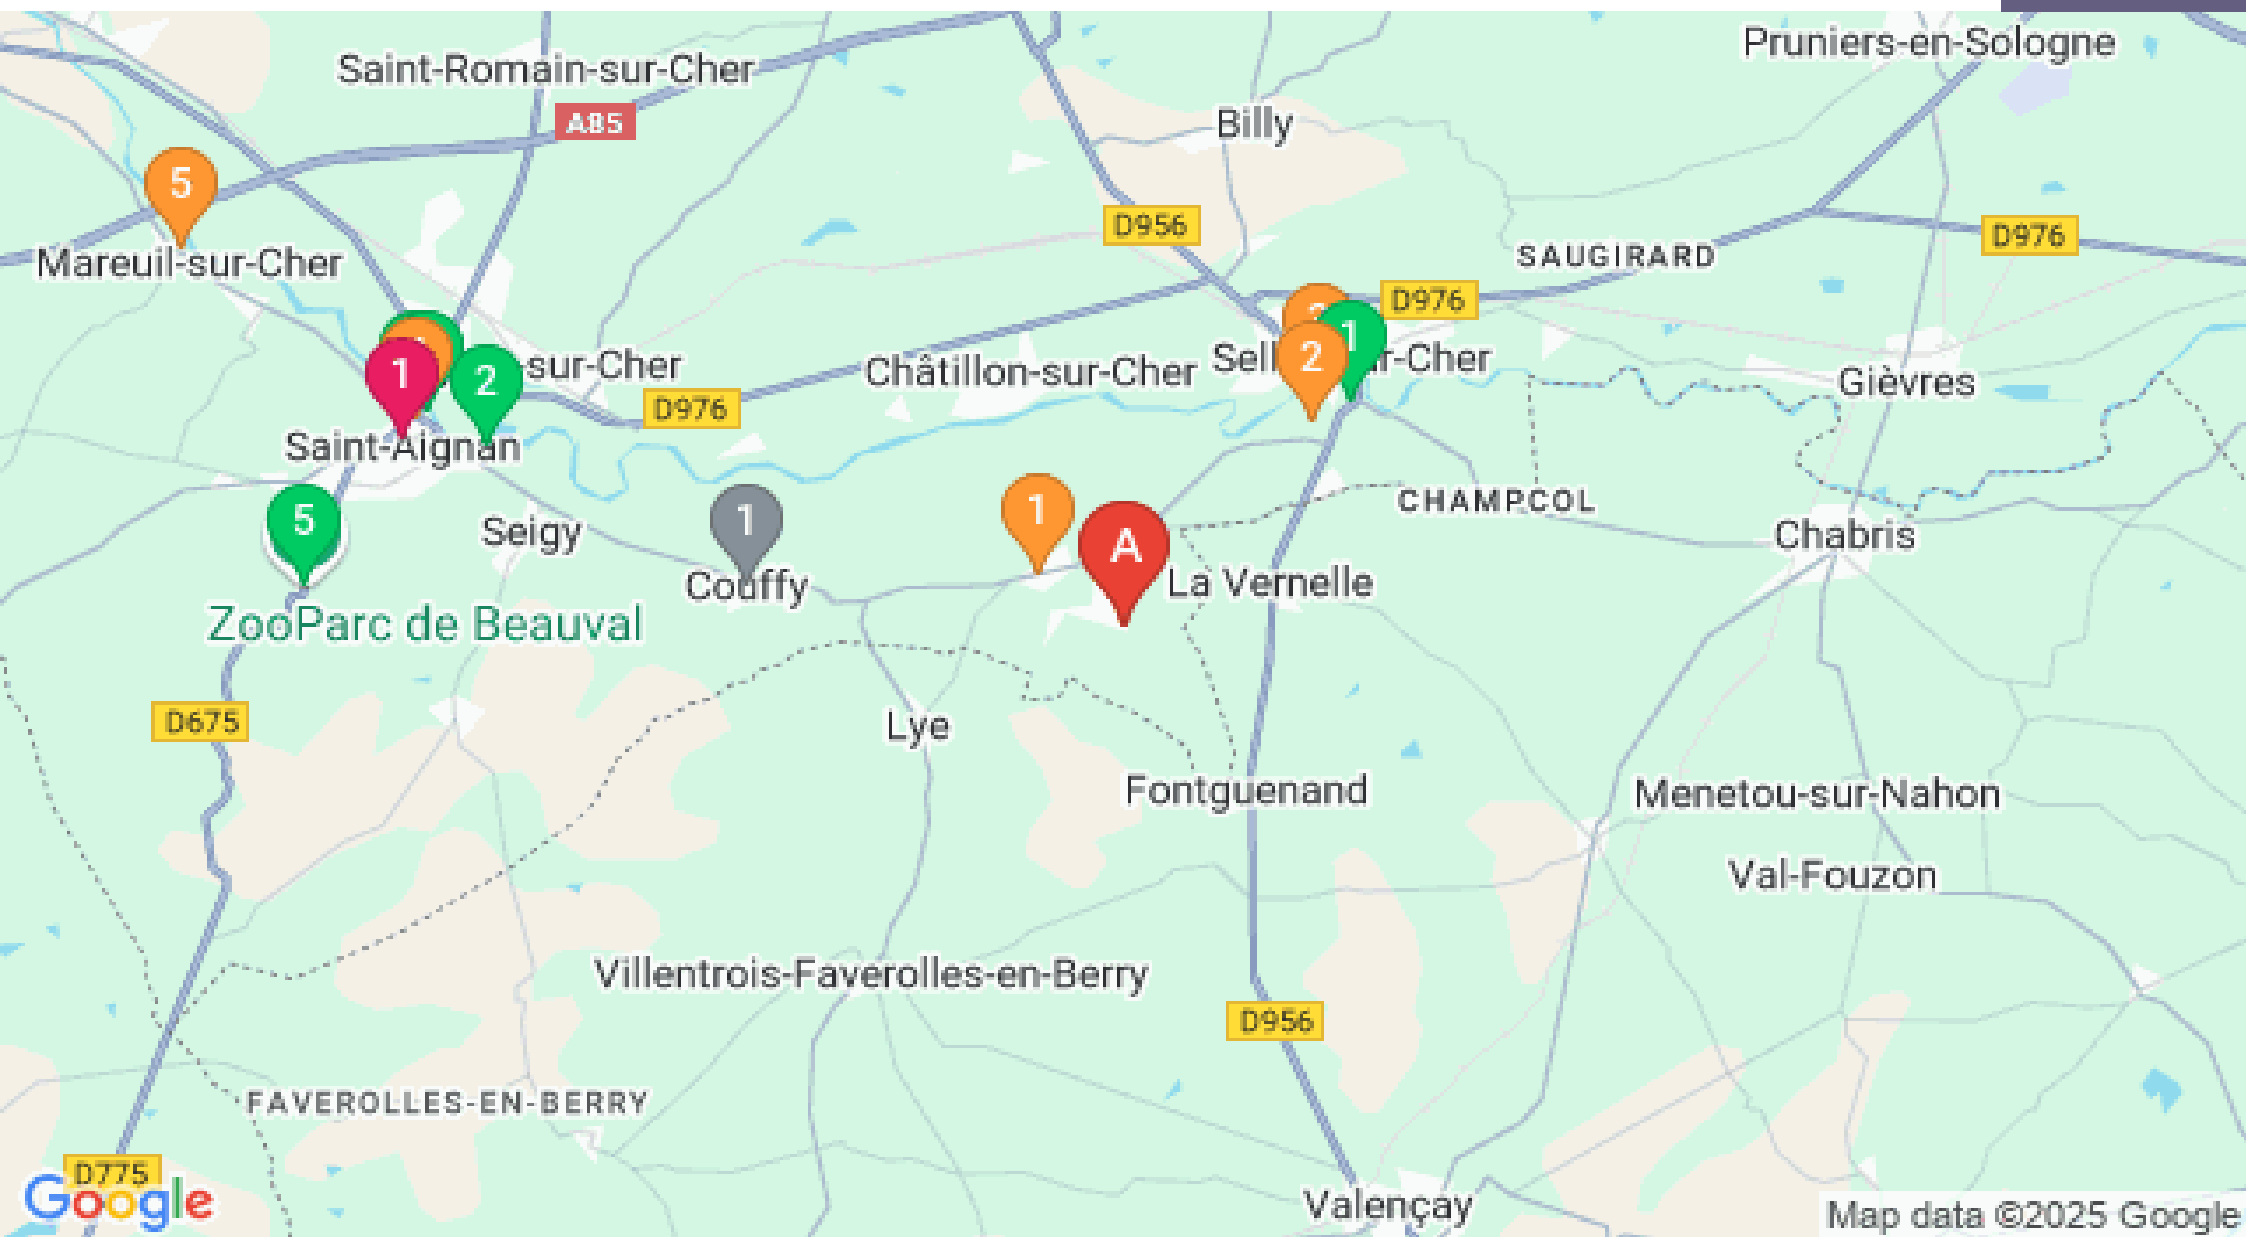 Pruniers-en-Sologne
Saint-Romain-sur-Cher
A85
Billy
5
D956
D976
SAUGIRARD
Mareuil-sur-Cher
D976
1
2
1
2
-sur-Cher
Châtillon-sur-Cher
Sell
r-Cher
Gièvres
D976
Saint-Aignan
CHAMPCOL
1
1
5
Seigy
A
Chabris
Couffy
La Vernelle
ZooParc de Beauval
D675
Lye
Fontguenand
Menetou-sur-Nahon
Val-Fouzon
Villentrois-Faverolles-en-Berry
D956
FAVEROLLES-EN-BERRY
D775
Google
Valençay
Map data ©2025 Google